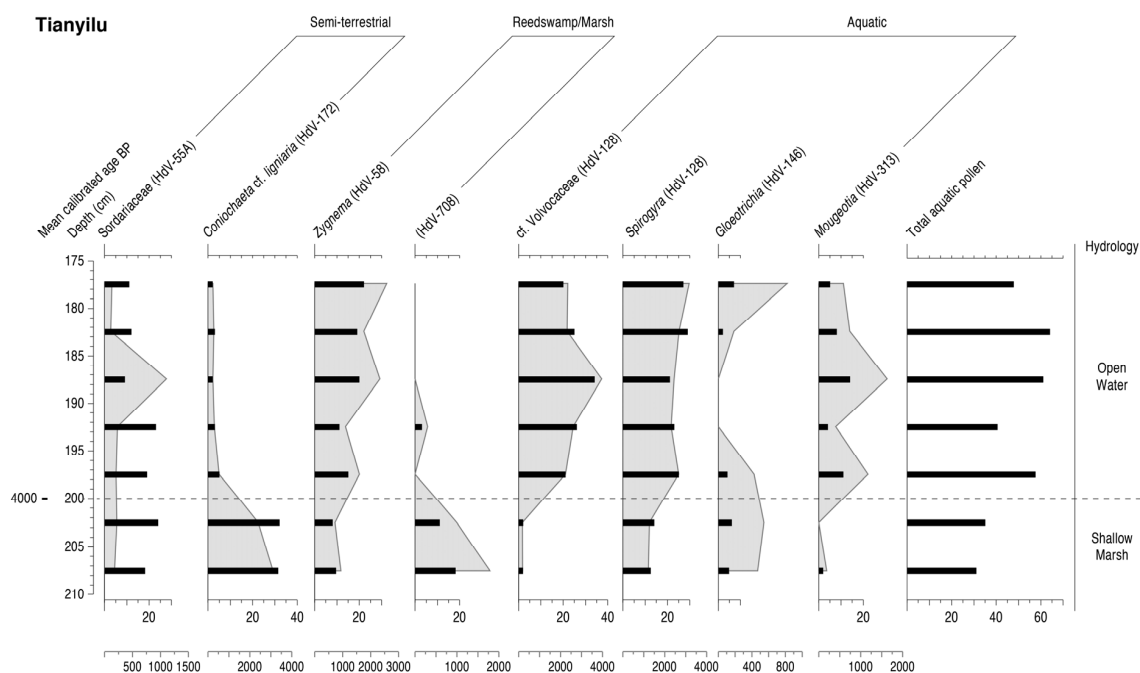 Tianyilu
Semi-terrestrial
Reedswamp/Marsh
Aquatic
Mean calibrated age BP
Depth (cm)
Sordariaceae (HdV-55A)
Coniochaeta cf. ligniaria (HdV-172)
Zygnema (HdV-58)
(HdV-708)
cf. Volvocaceae (HdV-128)
Spirogyra (HdV-128)
Gloeotrichia (HdV-146)
Mougeotia (HdV-313)
Total aquatic pollen
Hydrology
175
180
185
190
195
4000
200
205
210
Open
Water
Shallow
Marsh
20 20 40 20 20 20 40 20 20 20 40 60
500 1000 1500 2000 4000 1000 2000 3000 1000 2000 2000 4000 2000 4000 400 800 1000 2000